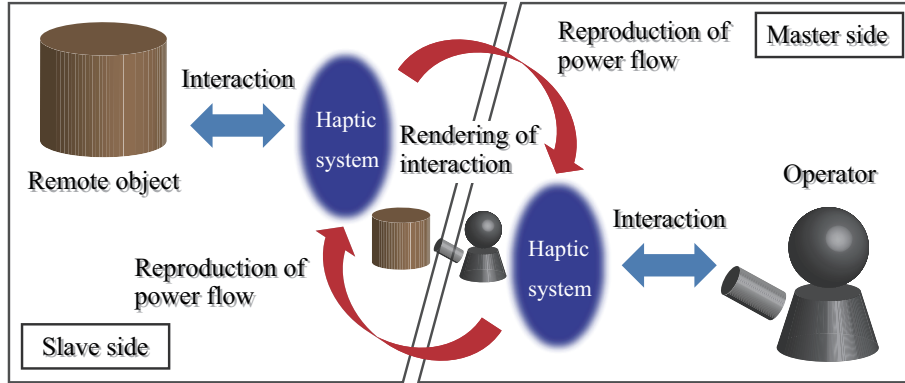 Reproduction of
power flow
Master side
Interaction
Haptic
system
Rendering of
interaction
Remote object
Operator
Interaction
Haptic
system
Reproduction of
power flow
Slave side